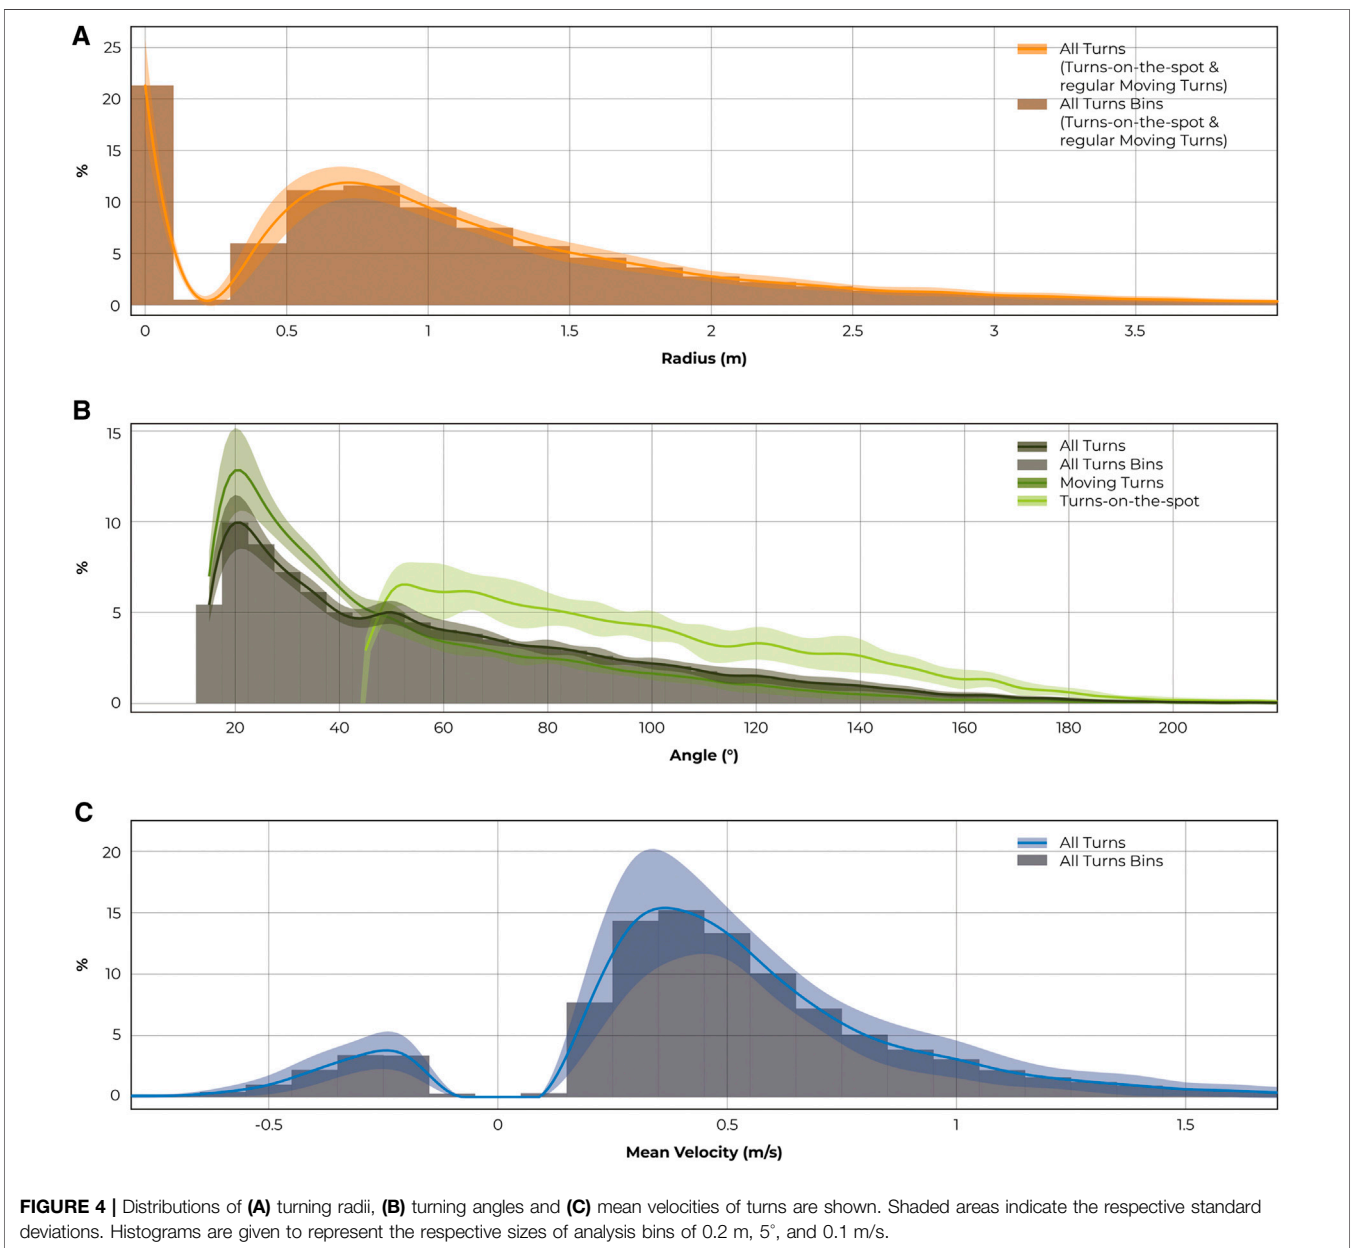 A
25
20
15
10
5
0
%
0 0.5 1 1.5 2 2.5 3 3.5
Radius (m)
All Turns
(Turns-on-the-spot &
regular Moving Turns)
All Turns Bins
(Turns-on-the-spot &
regular Moving Turns)
B
15
10
5
0
%
20 40 60 80 100 120 140 160 180 200
Angle (°)
All Turns
All Turns Bins
Moving Turns
Turns-on-the-spot
C
20
15
10
5
0
%
-0.5 0 0.5 1 1.5
Mean Velocity (m/s)
All Turns
All Turns Bins
FIGURE 4 | Distributions of (A) turning radii, (B) turning angles and (C) mean velocities of turns are shown. Shaded areas indicate the respective standard
deviations. Histograms are given to represent the respective sizes of analysis bins of 0.2 m, 5°, and 0.1 m/s.